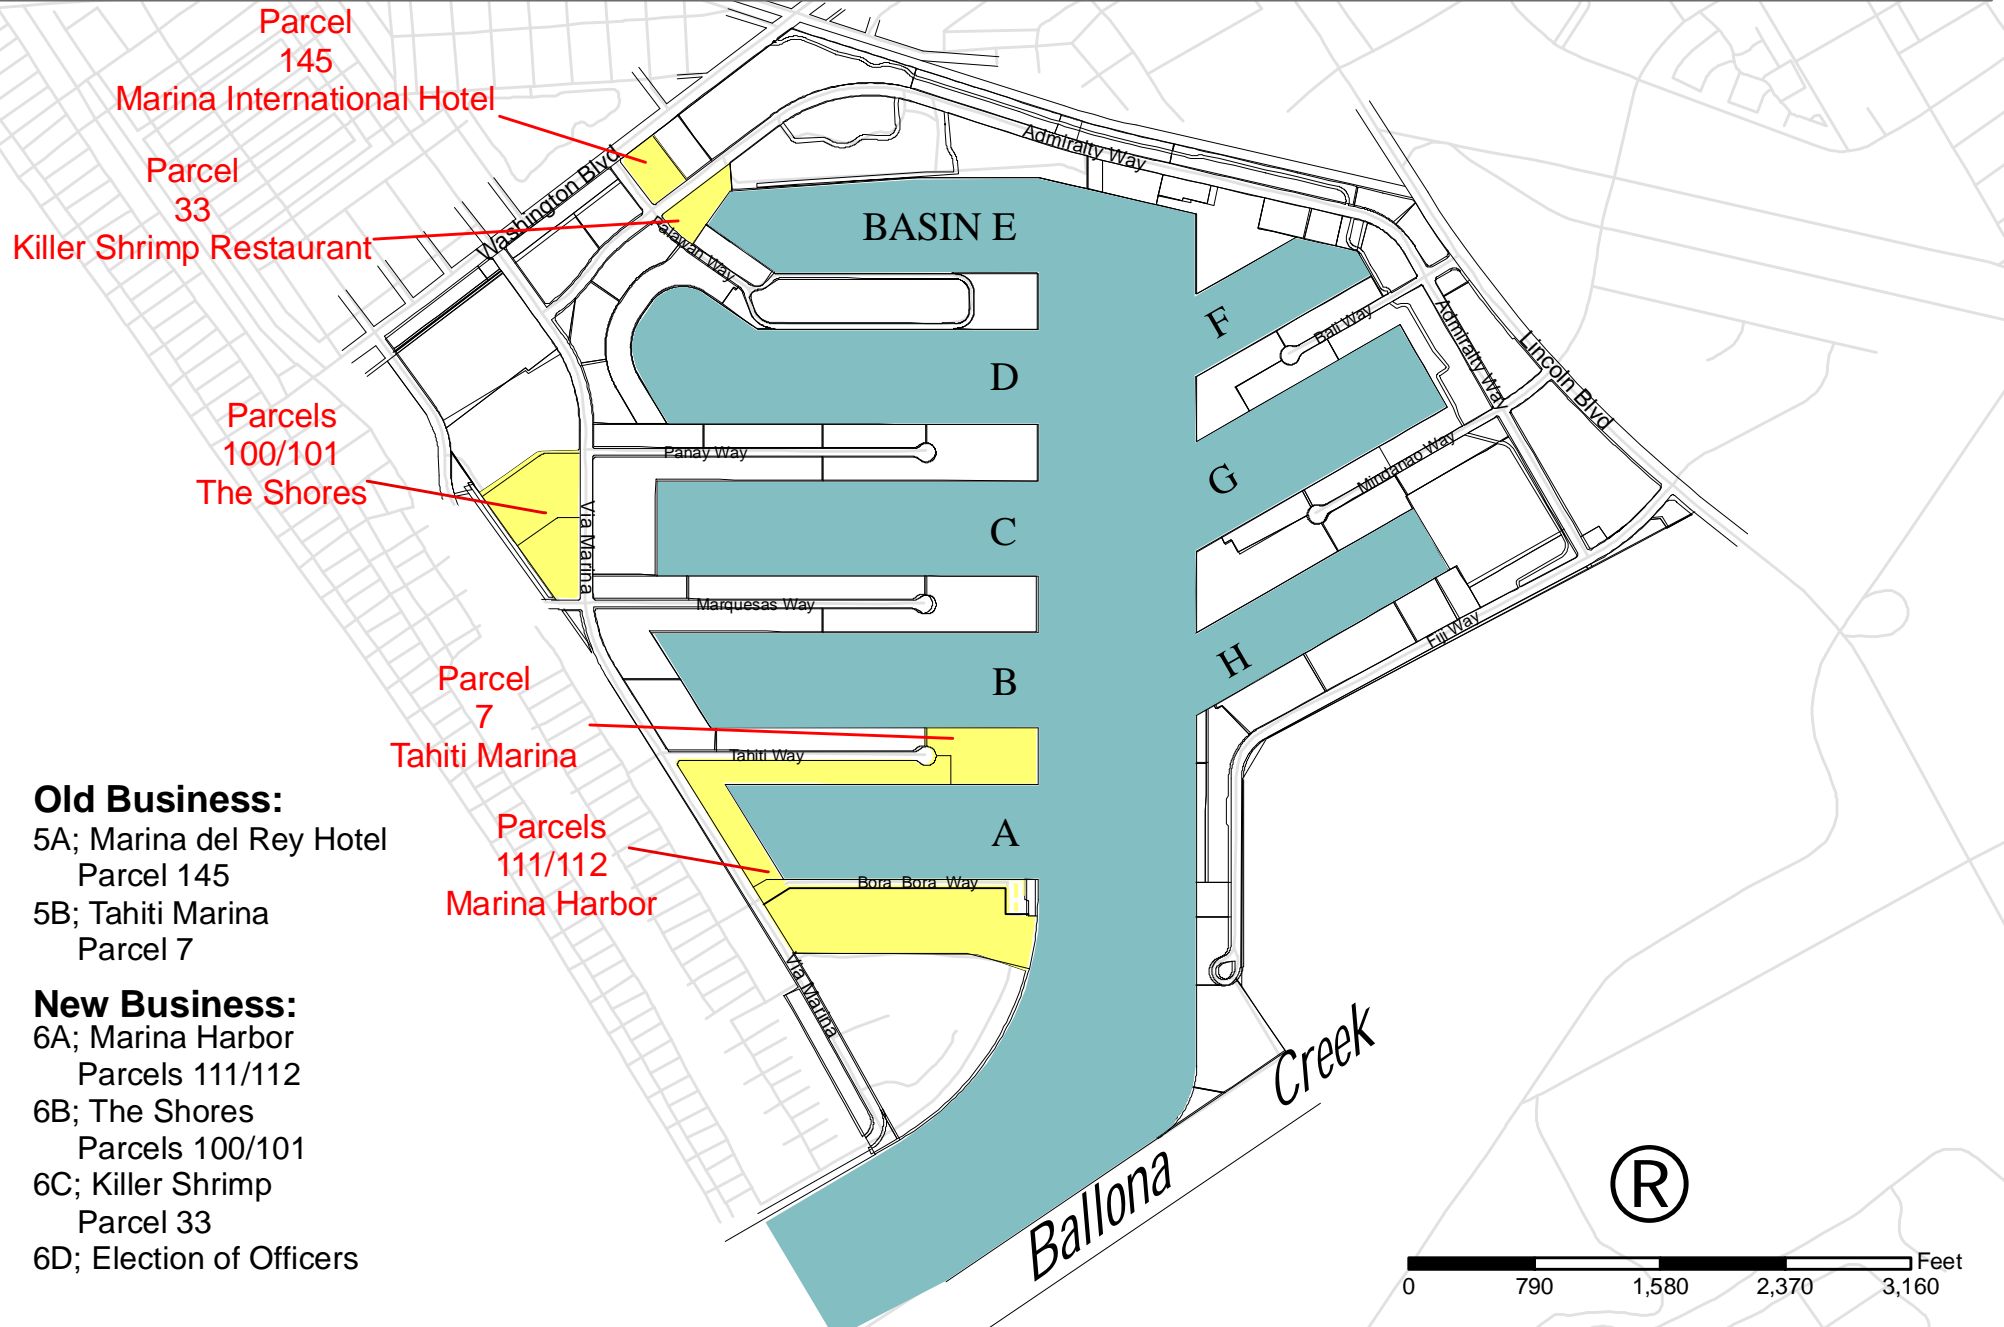 Parcel
145
Marina International Hotel
Parcel
33
Killer Shrimp Restaurant
Washington Blvd
Palawan Way
Admiralty Way
BASIN E
F
Bali Way
Admiralty Way
Lincoln Blvd
D
Parcels
100/101
The Shores
Panay Way
Mindanao Way
G
C
Via Marina
Marquesas Way
Fiji Way
H
B
Parcel
7
Tahiti Marina
Tahiti Way
A
Parcels
111/112
Marina Harbor
Bora Bora Way
Via Marina
Old Business:
5A; Marina del Rey Hotel
Parcel 145
5B; Tahiti Marina
Parcel 7
New Business:
6A; Marina Harbor
Parcels 111/112
6B; The Shores
Parcels 100/101
6C; Killer Shrimp
Parcel 33
6D; Election of Officers
Ballona Creek
®
Feet
0 790 1,580 2,370 3,160